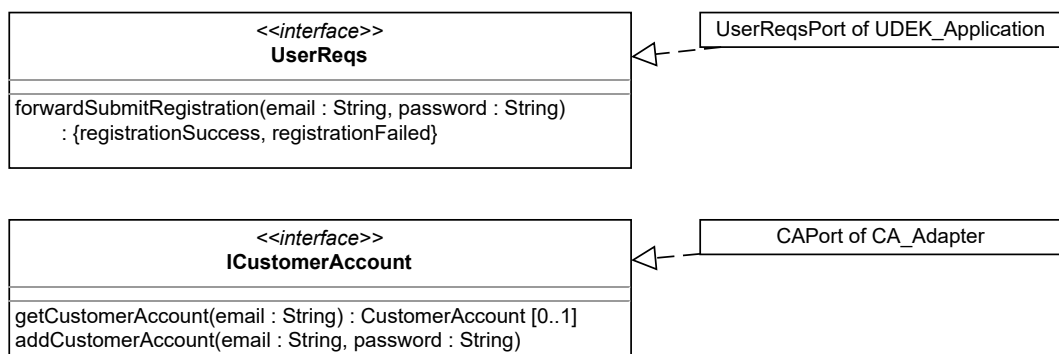 <<interface>>
UserReqs
forwardSubmitRegistration(email : String, password : String)
: {registrationSuccess, registrationFailed}
UserReqsPort of UDEK_Application
<<interface>>
ICustomerAccount
getCustomerAccount(email : String) : CustomerAccount [0..1]
addCustomerAccount(email : String, password : String)
CAPort of CA_Adapter